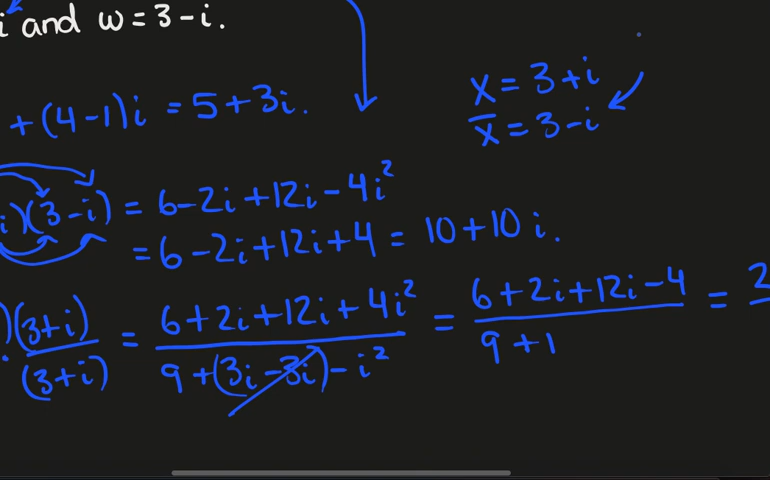 i and w = 3 - i.
+ (4 - 1)i = 5 + 3i.
x = 3 + i
x̄ = 3 - i
i)(3 - i) = 6 - 2i + 12i - 4i²
= 6 - 2i + 12i + 4 = 10 + 10i.
)(3 + i) = 6 + 2i + 12i + 4i² = 6 + 2i + 12i - 4 = 2
(3 + i) 9 + (3i - 3i) - i² 9 + 1